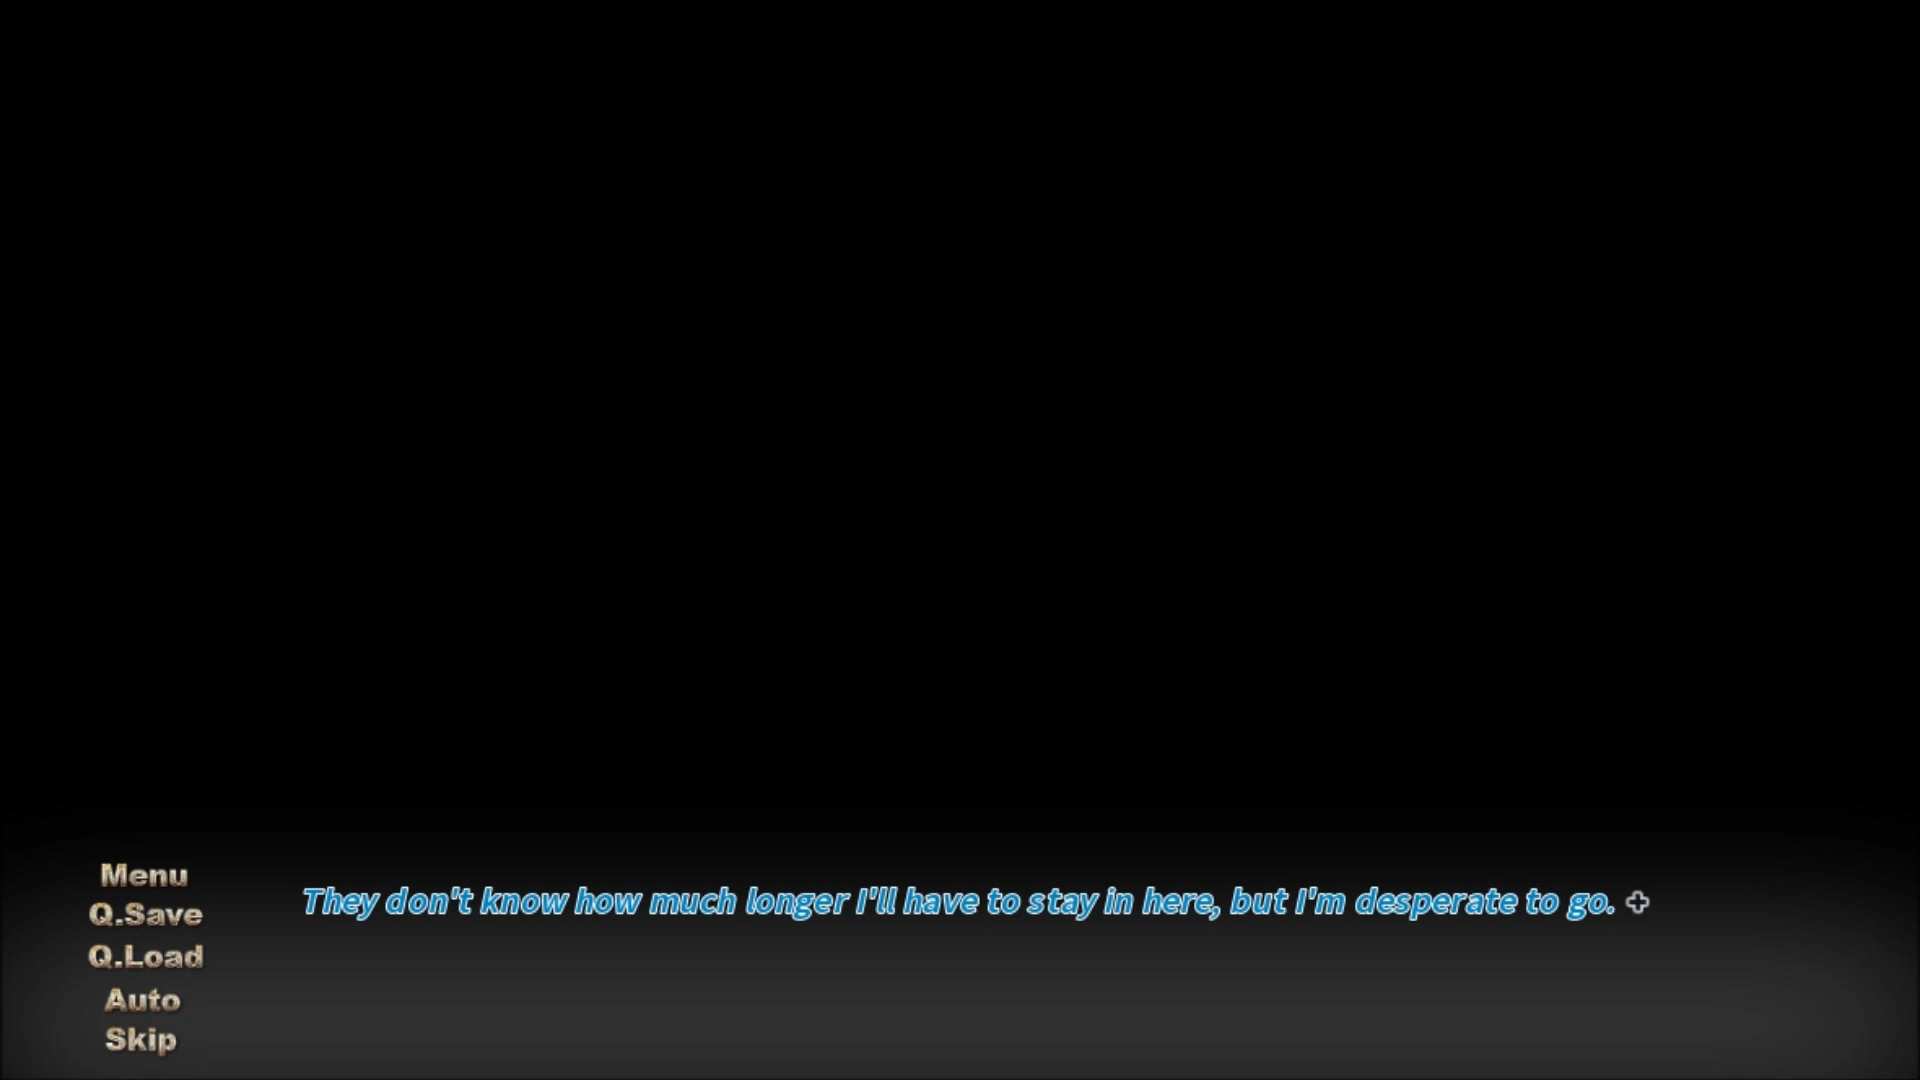 Menu
Q.Save
Q.Load
Auto
Skip
They don't know how much longer I'll have to stay in here, but I'm desperate to go.